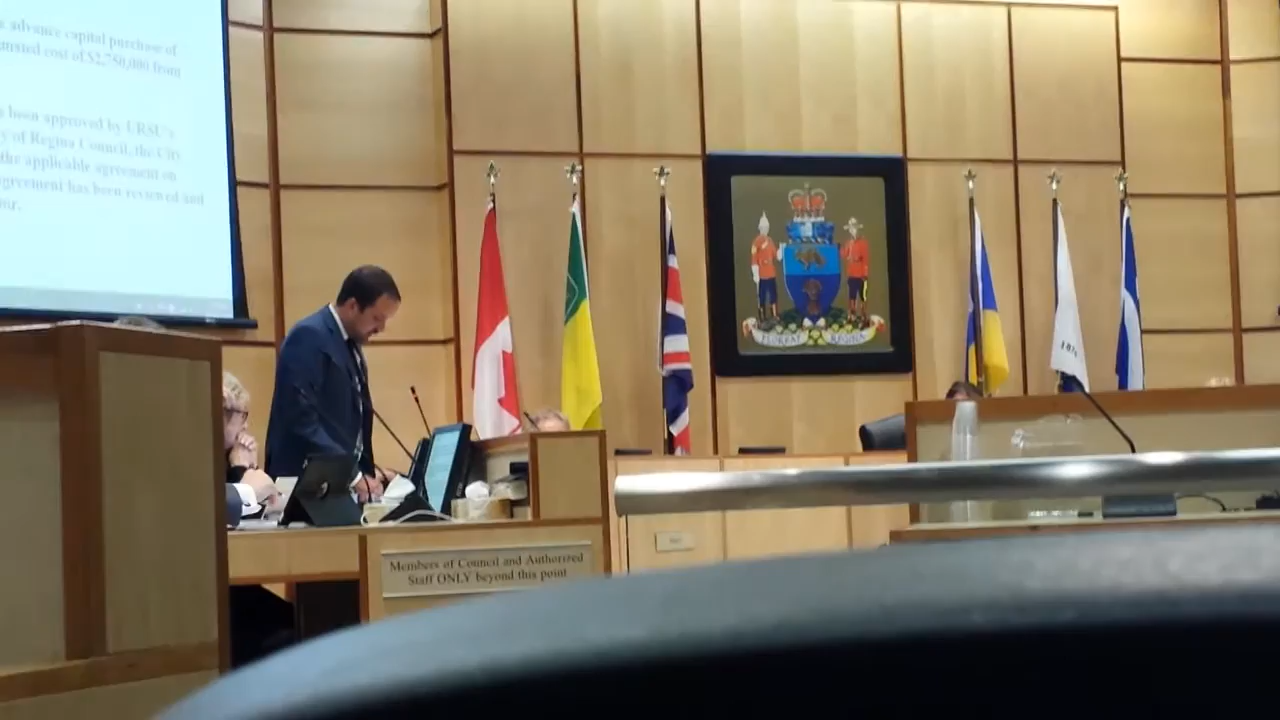 advance capital purchase of
cost of $2,750,000 from
been approved by URSU's
of Regina Council, the City
the applicable agreement on
agreement has been reviewed and
FLOREAT REGINA
Members of Council and Authorized
Staff ONLY beyond this point